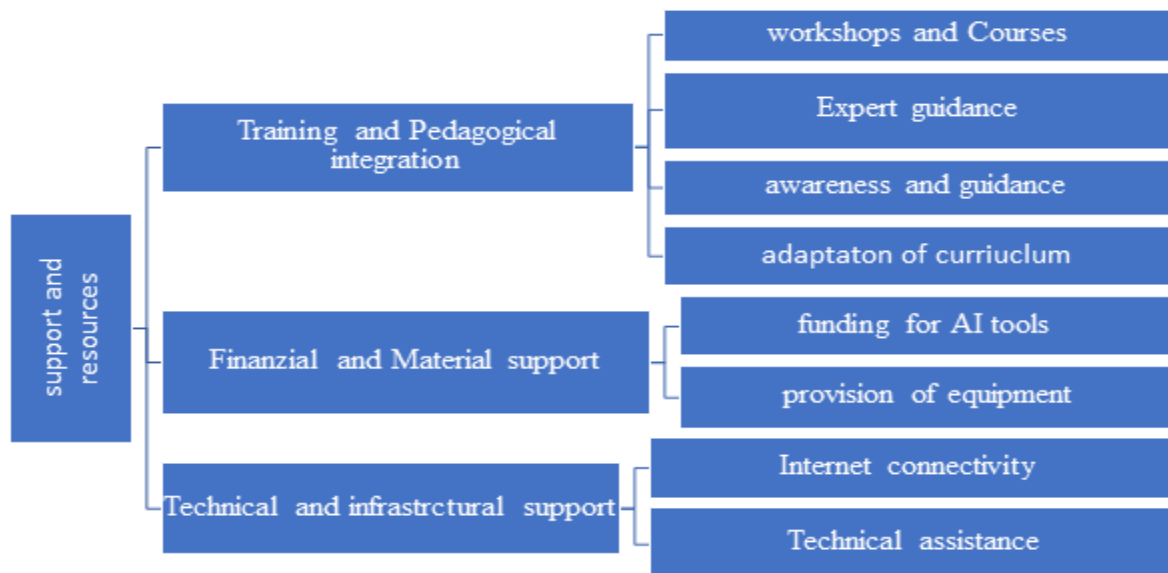 support and
resources
Training and Pedagogical
integration
workshops and Courses
Expert guidance
awareness and guidance
adaptaton of curriuclum
Finanzial and Material support
funding for AI tools
provision of equipment
Technical and infrastrctural support
Internet connectivity
Technical assistance